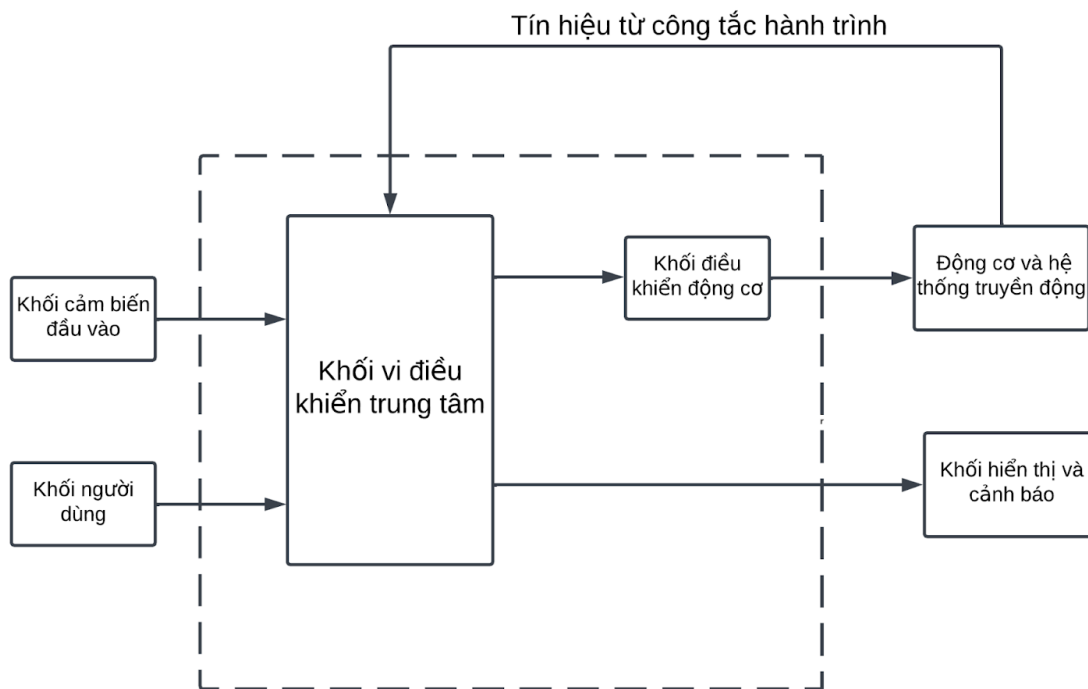 Tín hiệu từ công tắc hành trình
Khối cảm biến
đầu vào
Khối vi điều
khiển trung tâm
Khối điều
khiển động cơ
Động cơ và hệ
thống truyền động
Khối người
dùng
Khối hiển thị và
cảnh báo